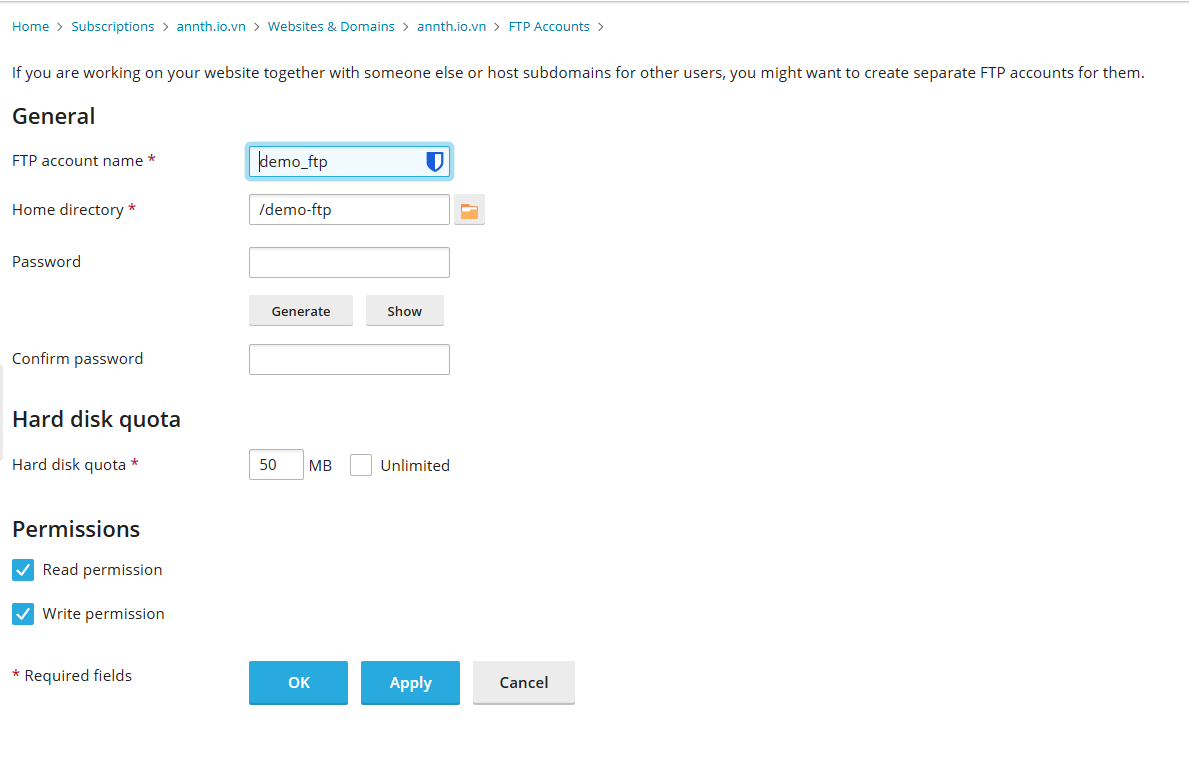 Home > Subscriptions > annth.io.vn > Websites & Domains > annth.io.vn > FTP Accounts >
If you are working on your website together with someone else or host subdomains for other users, you might want to create separate FTP accounts for them.
General
FTP account name * demo_ftp
Home directory * /demo-ftp
Password
Generate Show
Confirm password
Hard disk quota
Hard disk quota * 50 MB Unlimited
Permissions
Read permission
Write permission
* Required fields OK Apply Cancel